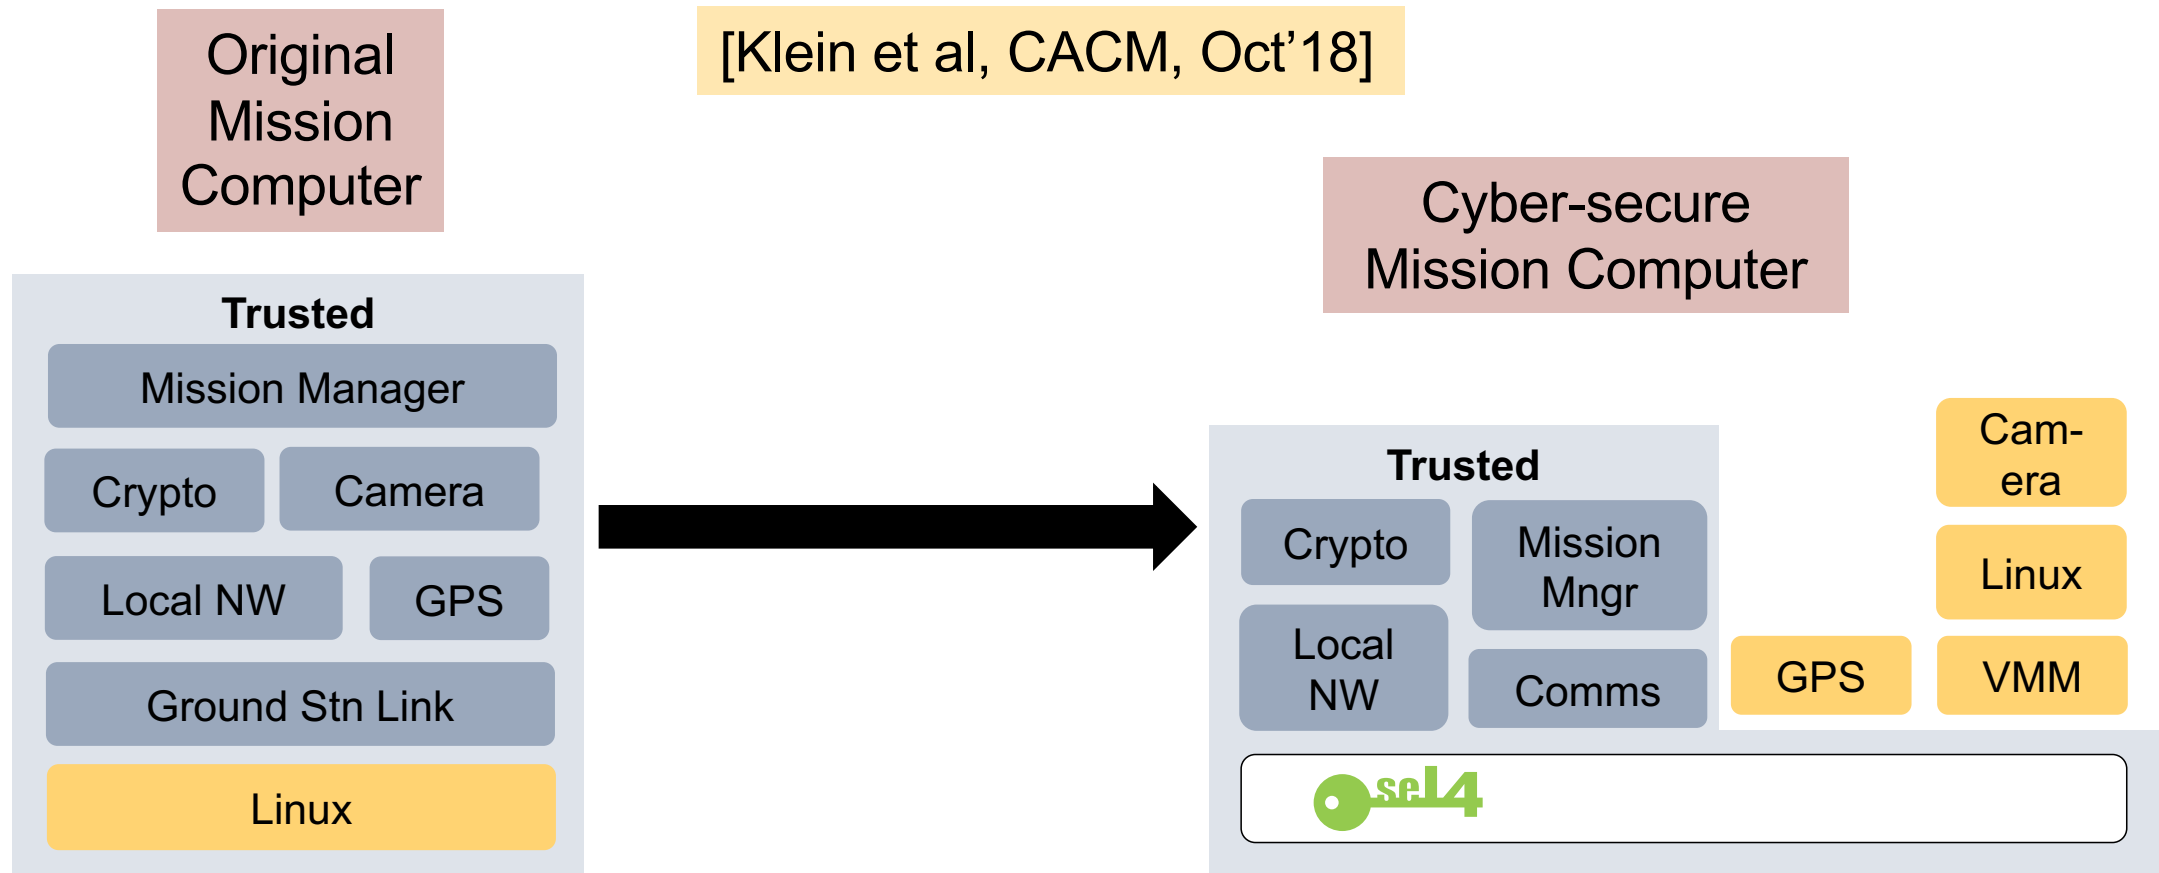 Original
Mission
Computer
[Klein et al, CACM, Oct’18]
Cyber-secure
Mission Computer
Trusted
Mission Manager
Crypto
Camera
Local NW
GPS
Ground Stn Link
Linux
Trusted
Crypto
Mission
Mngr
Local
NW
Comms
GPS
Cam-
era
Linux
VMM
seL4